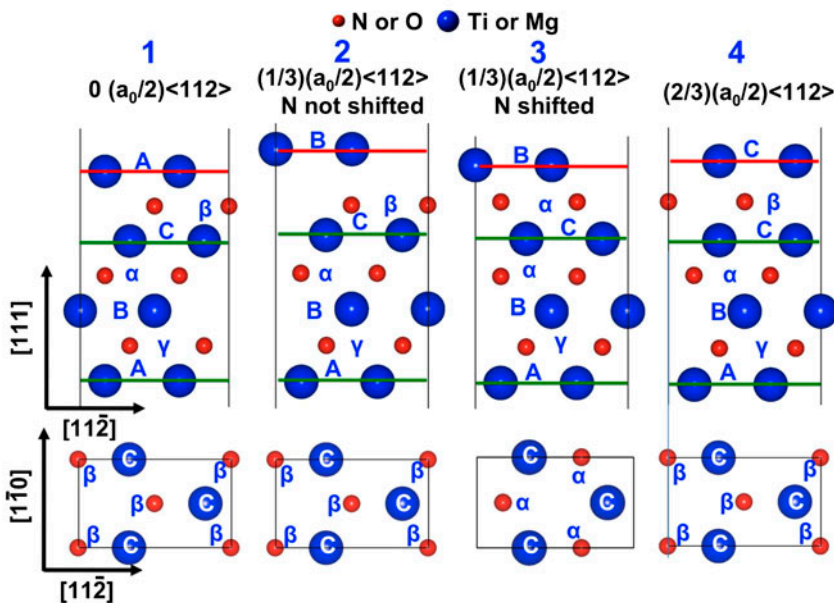 N or O Ti or Mg
1 2 3 4
0 (a₀/2)<112> (1/3)(a₀/2)<112> (1/3)(a₀/2)<112> (2/3)(a₀/2)<112>
N not shifted N shifted
A B B C
β β α β
C C C C
α α α α
B B B B
γ γ γ γ
A A A A
[111]
[112̄]
C C C C
β β β β α α β β
β C β C α C β C
β β β β α β β
C C C C
[11̄0]
[112̄]